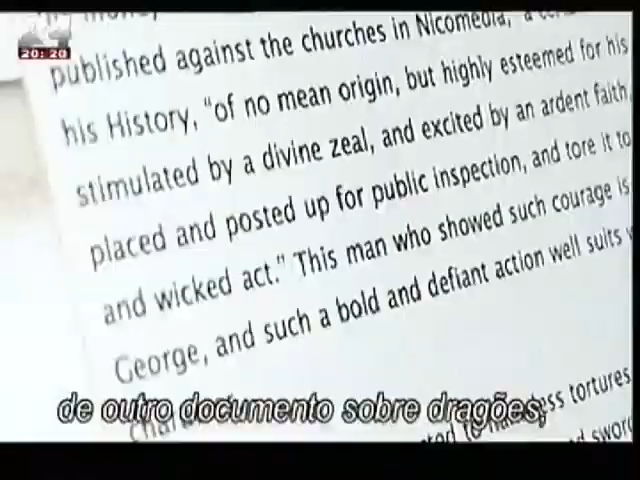 20:20
published against the churches in Nicomedia, a
his History, "of no mean origin, but highly esteemed for his
stimulated by a divine zeal, and excited by an ardent faith,
placed and posted up for public inspection, and tore it to
and wicked act." This man who showed such courage is
George, and such a bold and defiant action well suits
tortures
de outro documento sobre dragões,